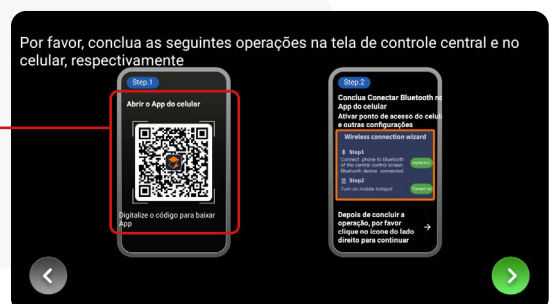 Por favor, conclua as seguintes operações na tela de controle central e no
celular, respectivamente
Step.1
Abrir o App do celular
Digitalize o código para baixar
App
Step.2
Conclua Conectar Bluetooth no
App do celular
Ativar ponto de acesso do celul
e outras configurações
Wireless connection wizard
Step1
Connect phone to Bluetooth
of the central control screen.
Bluetooth device connected.
Step2
Turn on mobile hotspot
Turned on
Depois de concluir a
operação, por favor
clique no ícone do lado
direito para continuar